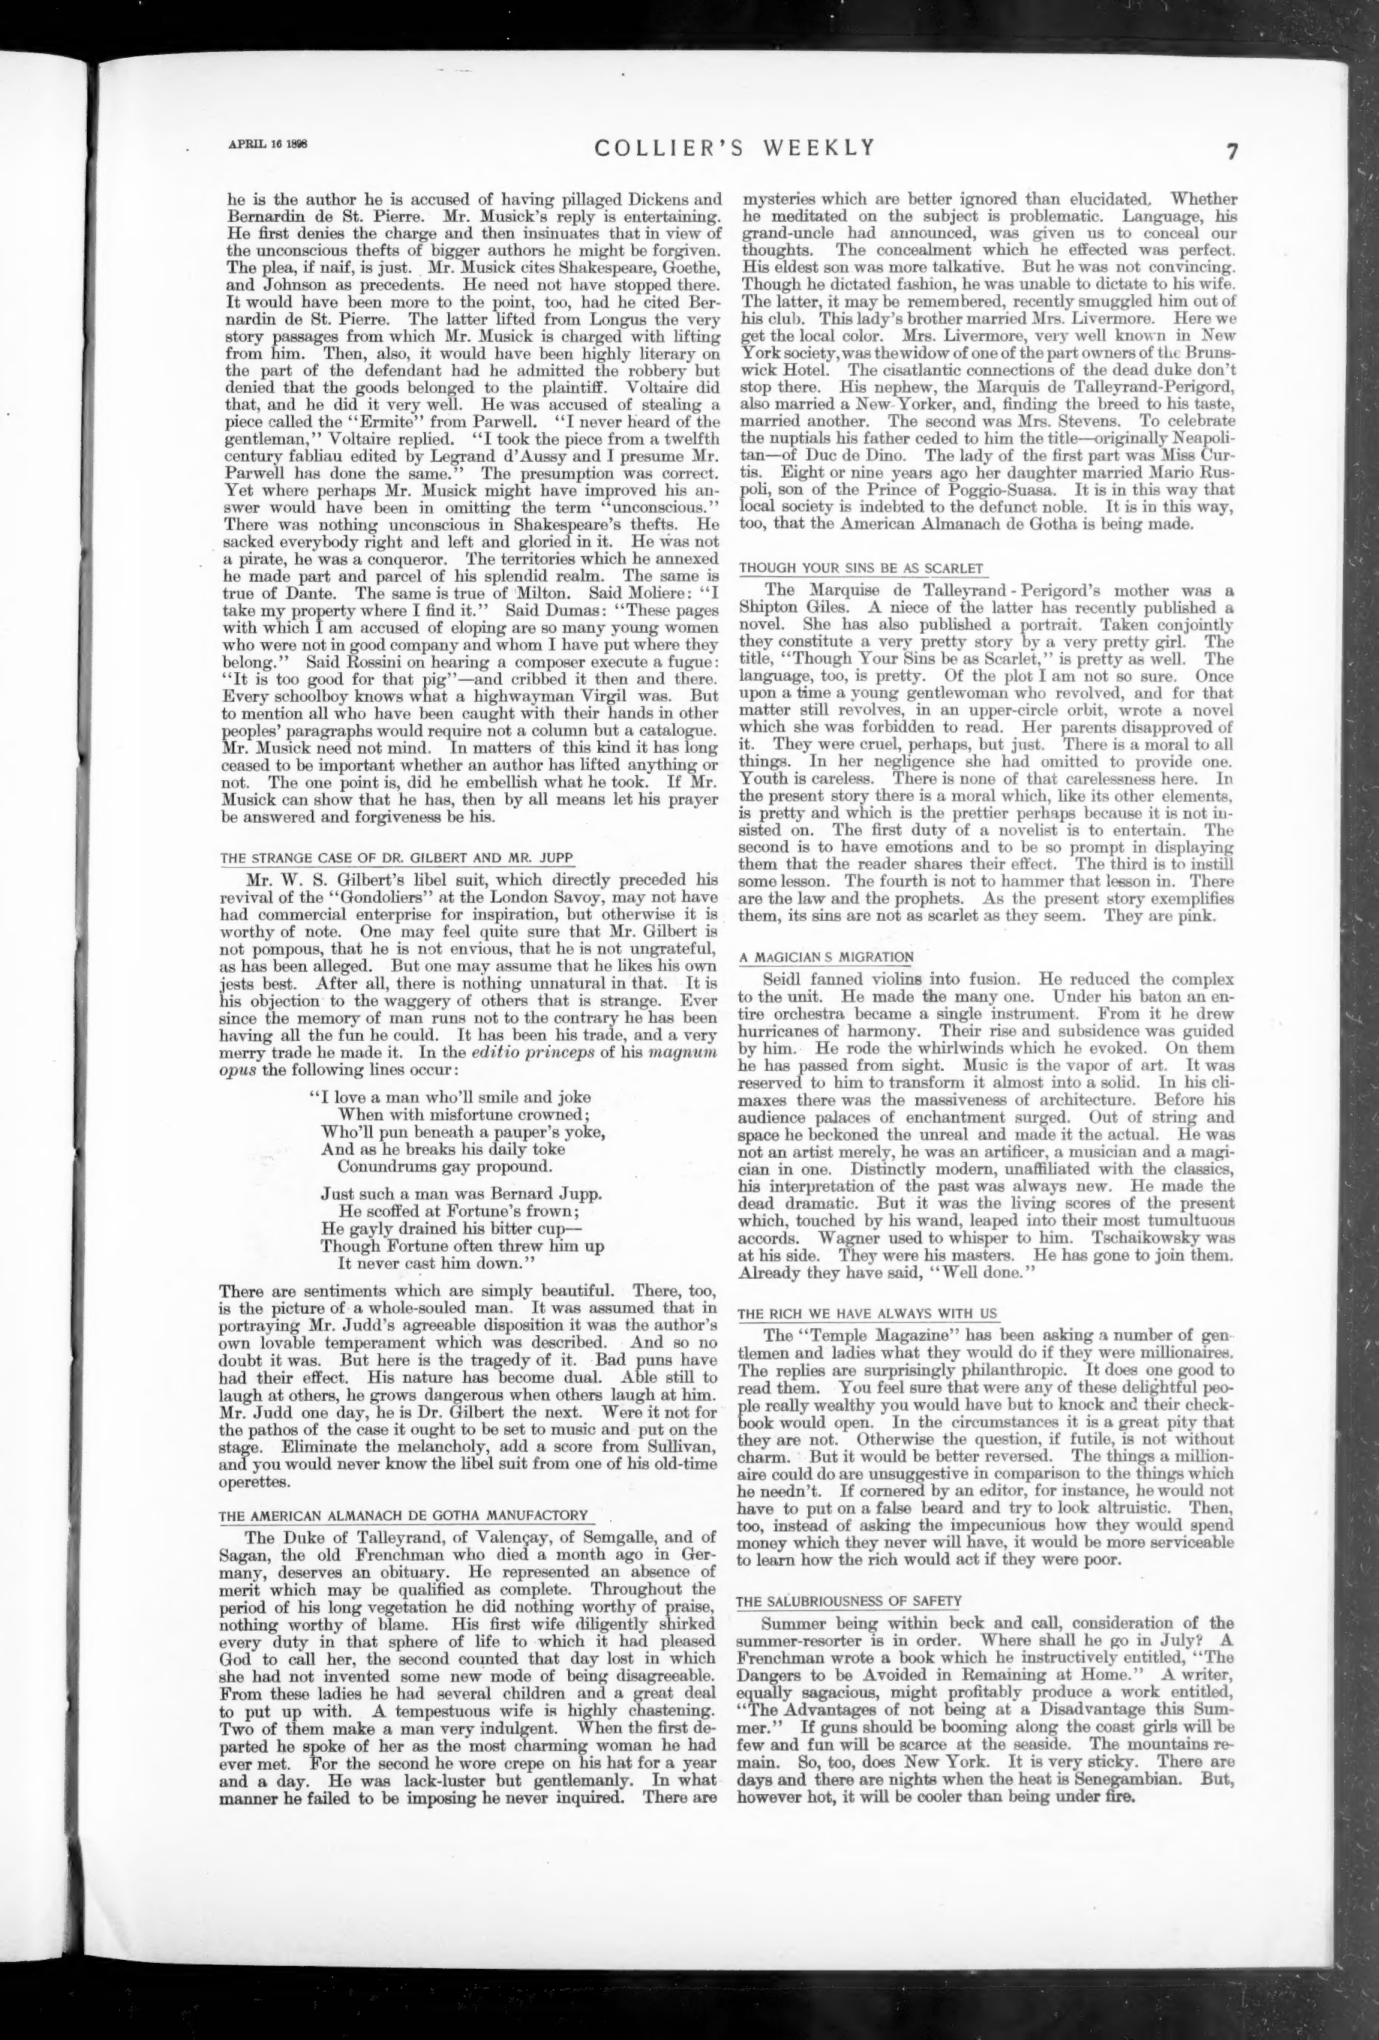 APRIL 16 1898
COLLIER'S WEEKLY
7
he is the author he is accused of having pillaged Dickens and
Bernardin de St. Pierre. Mr. Musick's reply is entertaining.
He first denies the charge and then insinuates that in view of
the unconscious thefts of bigger authors he might be forgiven.
The plea, if naif, is just. Mr. Musick cites Shakespeare, Goethe,
and Johnson as precedents. He need not have stopped there.
It would have been more to the point, too, had he cited Ber-
nardin de St. Pierre. The latter lifted from Longus the very
story passages from which Mr. Musick is charged with lifting
from him. Then, also, it would have been highly literary on
the part of the defendant had he admitted the robbery but
denied that the goods belonged to the plaintiff. Voltaire did
that, and he did it very well. He was accused of stealing a
piece called the "Ermite" from Parwell. "I never heard of the
gentleman," Voltaire replied. "I took the piece from a twelfth
century fabliau edited by Legrand d'Aussy and I presume Mr.
Parwell has done the same." The presumption was correct.
Yet where perhaps Mr. Musick might have improved his an-
swer would have been in omitting the term "unconscious."
There was nothing unconscious in Shakespeare's thefts. He
sacked everybody right and left and gloried in it. He was not
a pirate, he was a conqueror. The territories which he annexed
he made part and parcel of his splendid realm. The same is
true of Dante. The same is true of Milton. Said Moliere: "I
take my property where I find it." Said Dumas: "These pages
with which I am accused of eloping are so many young women
who were not in good company and whom I have put where they
belong." Said Rossini on hearing a composer execute a fugue:
"It is too good for that pig"—and cribbed it then and there.
Every schoolboy knows what a highwayman Virgil was. But
to mention all who have been caught with their hands in other
peoples' paragraphs would require not a column but a catalogue.
Mr. Musick need not mind. In matters of this kind it has long
ceased to be important whether an author has lifted anything or
not. The one point is, did he embellish what he took. If Mr.
Musick can show that he has, then by all means let his prayer
be answered and forgiveness be his.
THE STRANGE CASE OF DR. GILBERT AND MR. JUPP
Mr. W. S. Gilbert's libel suit, which directly preceded his
revival of the "Gondoliers" at the London Savoy, may not have
had commercial enterprise for inspiration, but otherwise it is
worthy of note. One may feel quite sure that Mr. Gilbert is
not pompous, that he is not envious, that he is not ungrateful,
as has been alleged. But one may assume that he likes his own
jests best. After all, there is nothing unnatural in that. It is
his objection to the waggery of others that is strange. Ever
since the memory of man runs not to the contrary he has been
having all the fun he could. It has been his trade, and a very
merry trade he made it. In the editio princeps of his magnum
opus the following lines occur:
"I love a man who'll smile and joke
When with misfortune crowned;
Who'll pun beneath a pauper's yoke,
And as he breaks his daily toke
Conundrums gay propound.
Just such a man was Bernard Jupp.
He scoffed at Fortune's frown;
He gayly drained his bitter cup—
Though Fortune often threw him up
It never cast him down."
There are sentiments which are simply beautiful. There, too,
is the picture of a whole-souled man. It was assumed that in
portraying Mr. Judd's agreeable disposition it was the author's
own lovable temperament which was described. And so no
doubt it was. But here is the tragedy of it. Bad puns have
had their effect. His nature has become dual. Able still to
laugh at others, he grows dangerous when others laugh at him.
Mr. Judd one day, he is Dr. Gilbert the next. Were it not for
the pathos of the case it ought to be set to music and put on the
stage. Eliminate the melancholy, add a score from Sullivan,
and you would never know the libel suit from one of his old-time
operettes.
THE AMERICAN ALMANACH DE GOTHA MANUFACTORY
The Duke of Talleyrand, of Valençay, of Semgalle, and of
Sagan, the old Frenchman who died a month ago in Ger-
many, deserves an obituary. He represented an absence of
merit which may be qualified as complete. Throughout the
period of his long vegetation he did nothing worthy of praise,
nothing worthy of blame. His first wife diligently shirked
every duty in that sphere of life to which it had pleased
God to call her, the second counted that day lost in which
she had not invented some new mode of being disagreeable.
From these ladies he had several children and a great deal
to put up with. A tempestuous wife is highly chastening.
Two of them make a man very indulgent. When the first de-
parted he spoke of her as the most charming woman he had
ever met. For the second he wore crepe on his hat for a year
and a day. He was lack-luster but gentlemanly. In what
manner he failed to be imposing he never inquired. There are
mysteries which are better ignored than elucidated. Whether
he meditated on the subject is problematic. Language, his
grand-uncle had announced, was given us to conceal our
thoughts. The concealment which he effected was perfect.
His eldest son was more talkative. But he was not convincing.
Though he dictated fashion, he was unable to dictate to his wife.
The latter, it may be remembered, recently smuggled him out of
his club. This lady's brother married Mrs. Livermore. Here we
get the local color. Mrs. Livermore, very well known in New
York society, was the widow of one of the part owners of the Bruns-
wick Hotel. The cisatlantic connections of the dead duke don't
stop there. His nephew, the Marquis de Talleyrand-Perigord,
also married a New Yorker, and, finding the breed to his taste,
married another. The second was Mrs. Stevens. To celebrate
the nuptials his father ceded to him the title—originally Neapoli-
tan—of Duc de Dino. The lady of the first part was Miss Cur-
tis. Eight or nine years ago her daughter married Mario Rus-
poli, son of the Prince of Poggio-Suasa. It is in this way that
local society is indebted to the defunct noble. It is in this way,
too, that the American Almanach de Gotha is being made.
THOUGH YOUR SINS BE AS SCARLET
The Marquise de Talleyrand-Perigord's mother was a
Shipton Giles. A niece of the latter has recently published a
novel. She has also published a portrait. Taken conjointly
they constitute a very pretty story by a very pretty girl. The
title, "Though Your Sins be as Scarlet," is pretty as well. The
language, too, is pretty. Of the plot I am not so sure. Once
upon a time a young gentlewoman who revolved, and for that
matter still revolves, in an upper-circle orbit, wrote a novel
which she was forbidden to read. Her parents disapproved of
it. They were cruel, perhaps, but just. There is a moral to all
things. In her negligence she had omitted to provide one.
Youth is careless. There is none of that carelessness here. In
the present story there is a moral which, like its other elements,
is pretty and which is the prettier perhaps because it is not in-
sisted on. The first duty of a novelist is to entertain. The
second is to have emotions and to be so prompt in displaying
them that the reader shares their effect. The third is to instill
some lesson. The fourth is not to hammer that lesson in. There
are the law and the prophets. As the present story exemplifies
them, its sins are not as scarlet as they seem. They are pink.
A MAGICIAN S MIGRATION
Seidl fanned violins into fusion. He reduced the complex
to the unit. He made the many one. Under his baton an en-
tire orchestra became a single instrument. From it he drew
hurricanes of harmony. Their rise and subsidence was guided
by him. He rode the whirlwinds which he evoked. On them
he has passed from sight. Music is the vapor of art. It was
reserved to him to transform it almost into a solid. In his cli-
maxes there was the massiveness of architecture. Before his
audience palaces of enchantment surged. Out of string and
space he beckoned the unreal and made it the actual. He was
not an artist merely, he was an artificer, a musician and a magi-
cian in one. Distinctly modern, unaffiliated with the classics,
his interpretation of the past was always new. He made the
dead dramatic. But it was the living scores of the present
which, touched by his wand, leaped into their most tumultuous
accords. Wagner used to whisper to him. Tschaikowsky was
at his side. They were his masters. He has gone to join them.
Already they have said, "Well done."
THE RICH WE HAVE ALWAYS WITH US
The "Temple Magazine" has been asking a number of gen-
tlemen and ladies what they would do if they were millionaires.
The replies are surprisingly philanthropic. It does one good to
read them. You feel sure that were any of these delightful peo-
ple really wealthy you would have but to knock and their check-
book would open. In the circumstances it is a great pity that
they are not. Otherwise the question, if futile, is not without
charm. But it would be better reversed. The things a million-
aire could do are unsuggestive in comparison to the things which
he needn't. If cornered by an editor, for instance, he would not
have to put on a false beard and try to look altruistic. Then,
too, instead of asking the impecunious how they would spend
money which they never will have, it would be more serviceable
to learn how the rich would act if they were poor.
THE SALUBRIOUSNESS OF SAFETY
Summer being within beck and call, consideration of the
summer-resorter is in order. Where shall he go in July? A
Frenchman wrote a book which he instructively entitled, "The
Dangers to be Avoided in Remaining at Home." A writer,
equally sagacious, might profitably produce a work entitled,
"The Advantages of not being at a Disadvantage this Sum-
mer." If guns should be booming along the coast girls will be
few and fun will be scarce at the seaside. The mountains re-
main. So, too, does New York. It is very sticky. There are
days and there are nights when the heat is Senegambian. But,
however hot, it will be cooler than being under fire.